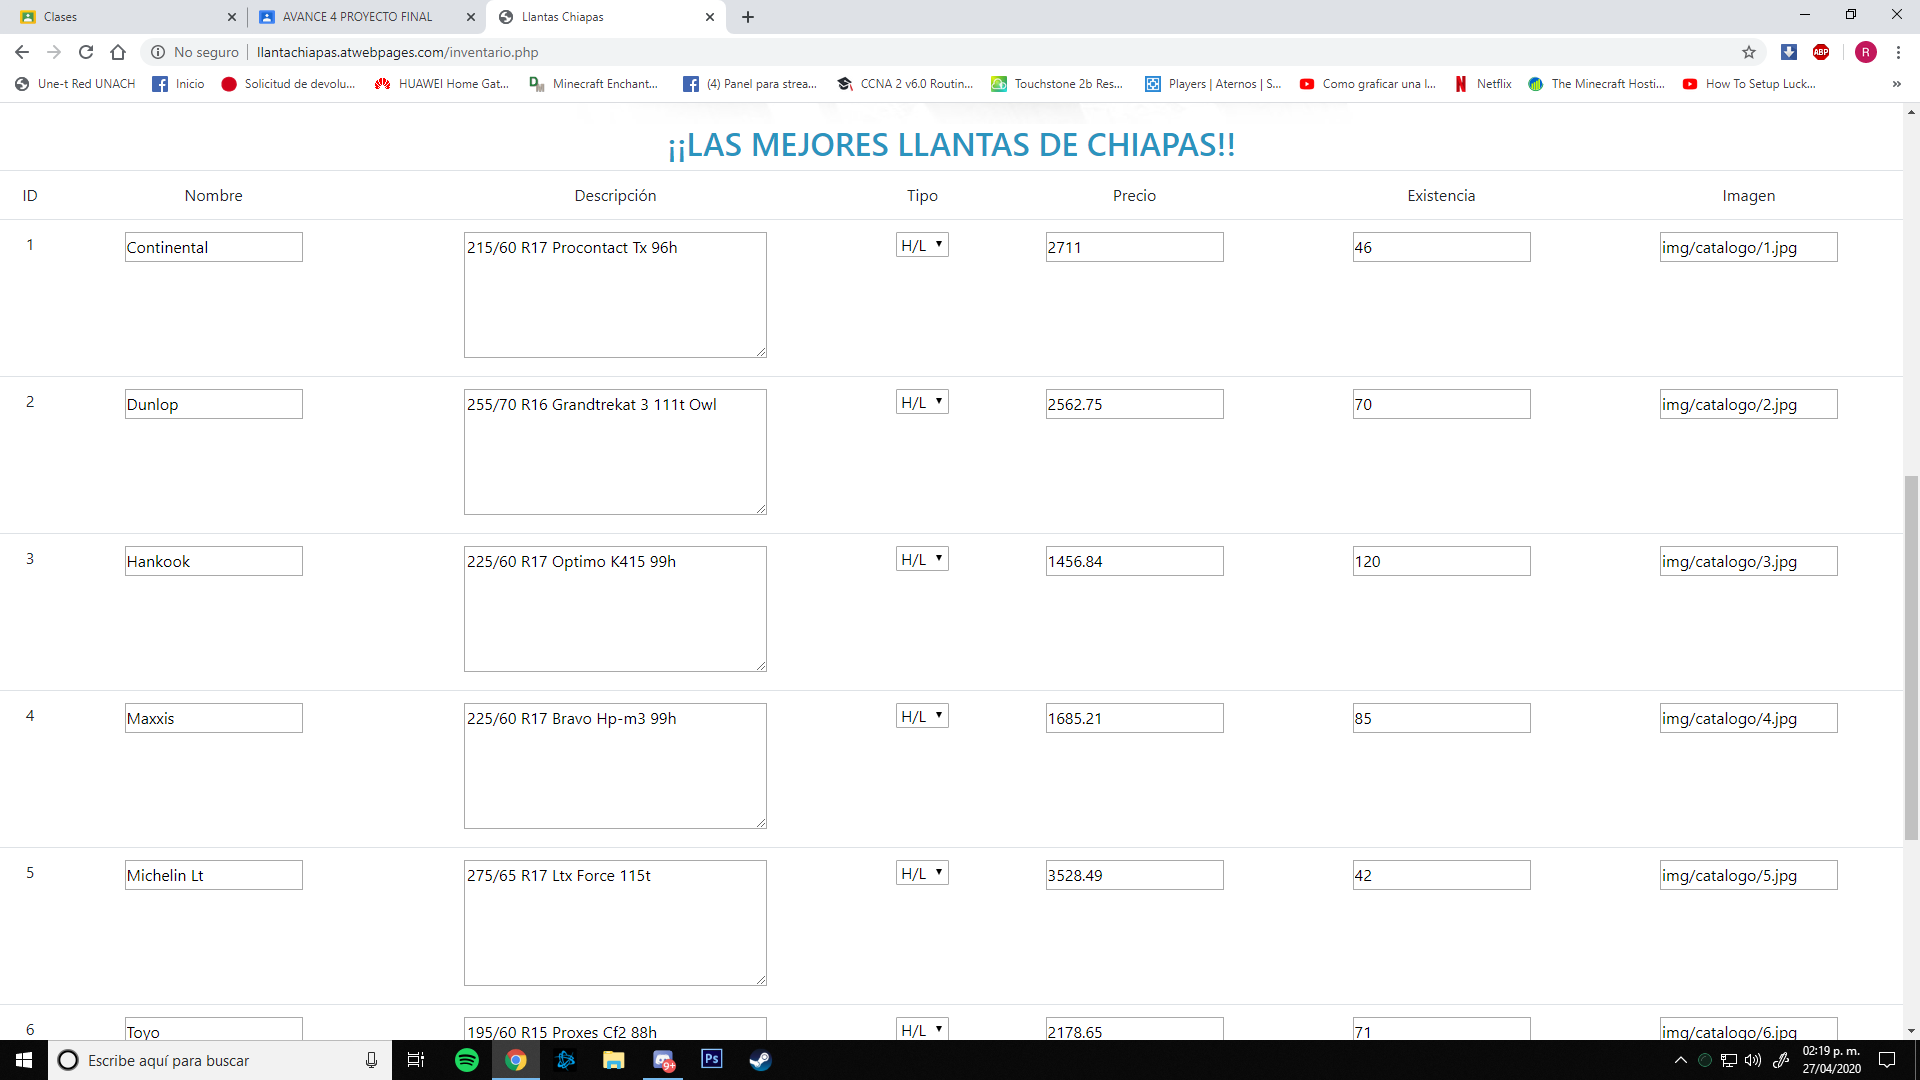 Clases
AVANCE 4 PROYECTO FINAL
Llantas Chiapas
No seguro
llantachiapas.atwebpages.com/inventario.php
ABP
R
Une-t Red UNACH
Inicio
Solicitud de devolu...
HUAWEI Home Gat...
Minecraft Enchant...
(4) Panel para strea...
CCNA 2 v6.0 Routin...
Touchstone 2b Res...
Players | Aternos | S...
Como graficar una l...
Netflix
The Minecraft Hosti...
How To Setup Luck...
¡¡LAS MEJORES LLANTAS DE CHIAPAS!!
ID Nombre Descripción Tipo Precio Existencia Imagen
1 Continental 215/60 R17 Procontact Tx 96h H/L 2711 46 img/catalogo/1.jpg
2 Dunlop 255/70 R16 Grandtrekat 3 111t Owl H/L 2562.75 70 img/catalogo/2.jpg
3 Hankook 225/60 R17 Optimo K415 99h H/L 1456.84 120 img/catalogo/3.jpg
4 Maxxis 225/60 R17 Bravo Hp-m3 99h H/L 1685.21 85 img/catalogo/4.jpg
5 Michelin Lt 275/65 R17 Ltx Force 115t H/L 3528.49 42 img/catalogo/5.jpg
6 Toyo 195/60 R15 Proxes Cf2 88h H/L 2178.65 71 img/catalogo/6.jpg
Escribe aquí para buscar
9+
Ps
02:19 p. m.
27/04/2020